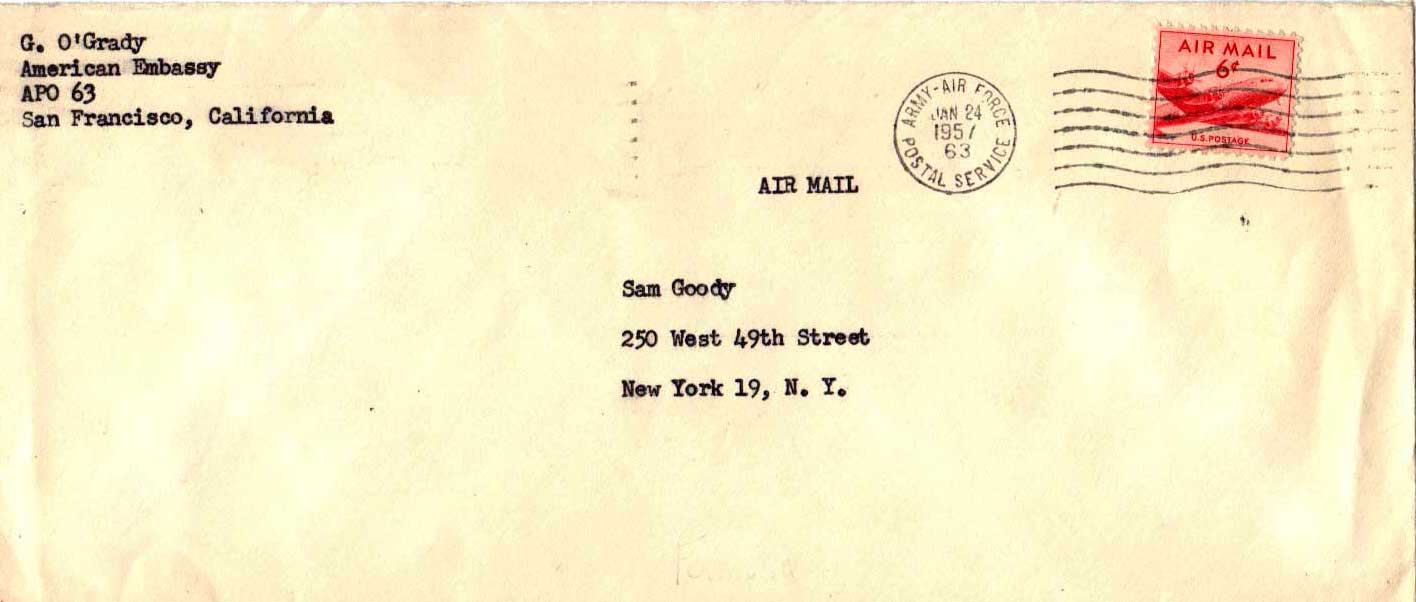 G. O'Grady
American Embassy
APO 63
San Francisco, California
ARMY-AIR FORCE
JAN 24
1957
63
POSTAL SERVICE
AIR MAIL
6¢
U.S. POSTAGE
AIR MAIL
Sam Goody
250 West 49th Street
New York 19, N. Y.